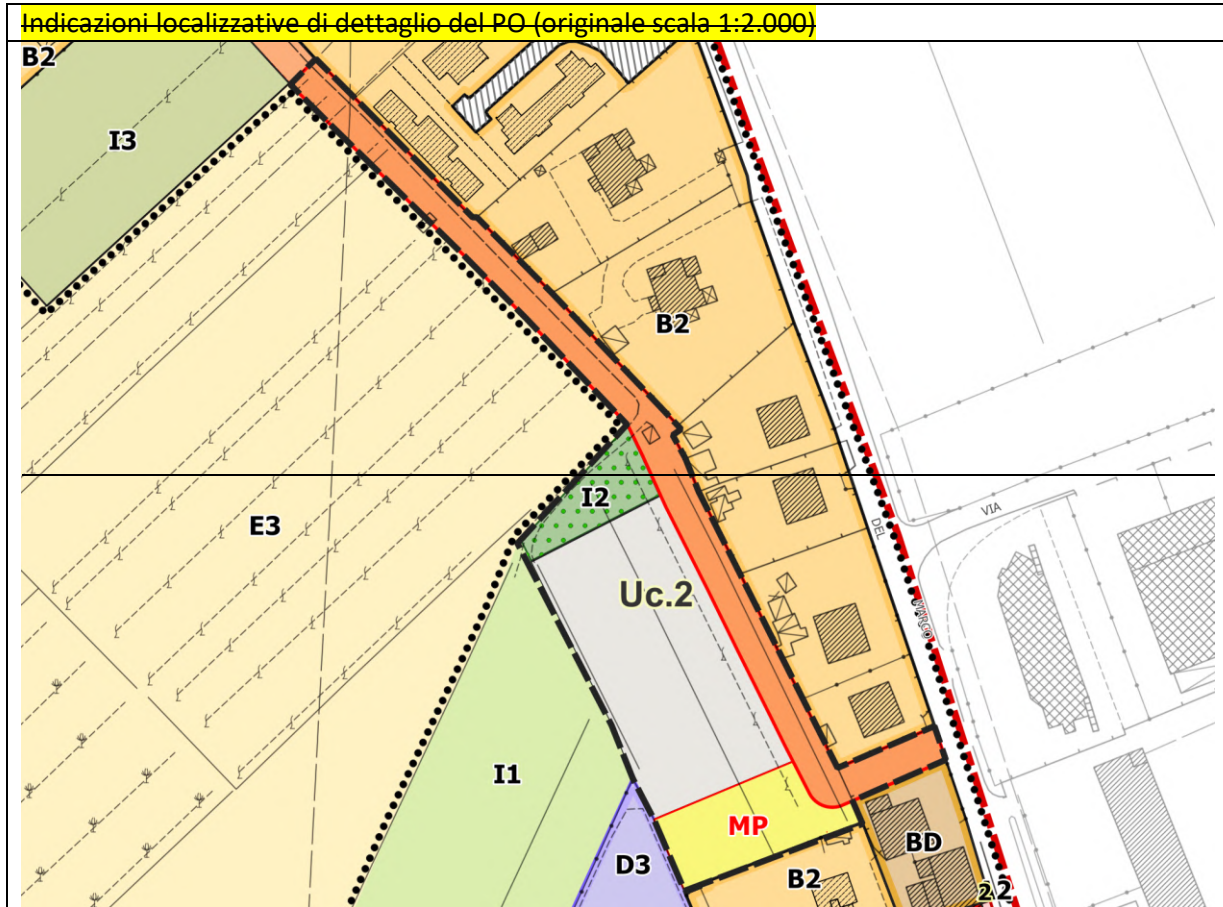 Indicazioni localizzative di dettaglio del PO (originale scala 1:2.000)
B2
I3
B2
I2
E3
VIA
DEL
Uc.2
MARCO
I1
MP
BD
D3
B2
2 2